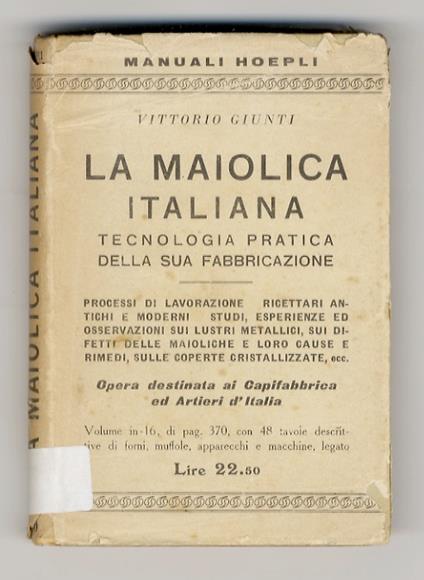 MANUALI HOEPLI
VITTORIO GIUNTI
LA MAIOLICA
ITALIANA
TECNOLOGIA PRATICA
DELLA SUA FABBRICAZIONE
PROCESSI DI LAVORAZIONE RICETTARI AN-
TICHI E MODERNI STUDI, ESPERIENZE ED
OSSERVAZIONI SUI LUSTRI METALLICI, SUI DI-
FETTI DELLE MAIOLICHE E LORO CAUSE E
RIMEDI, SULLE COPERTE CRISTALLIZZATE, ecc.
Opera destinata ai Capifabbrica
ed Artieri d'Italia
Volume in-16, di pag. 370, con 48 tavole descrit-
tive di forni, muffole, apparecchi e macchine, legato
Lire 22.50
A MAIOLICA ITALIANA